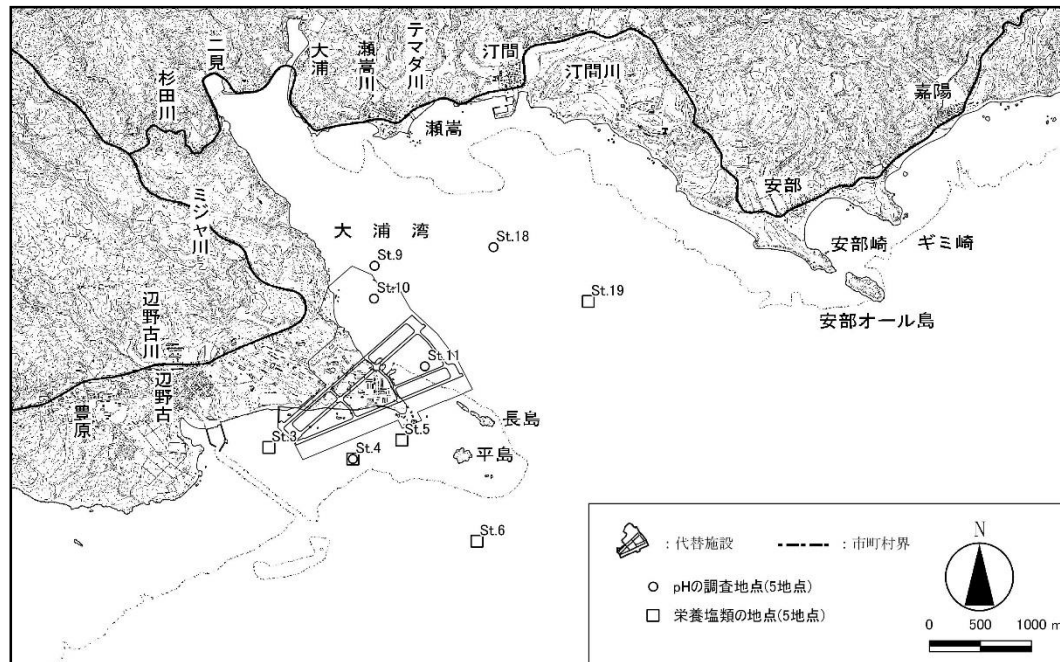 二見
杉田川
大浦
瀬嵩川
テマダ川
汀間
汀間川
嘉陽
瀬嵩
安部
ミジャ川
大浦湾
St.18
安部崎
ギミ崎
St.9
St.10
St.19
安部オール島
辺野古川
辺野古
豊原
St.11
長島
St.3
St.5
St.4
平島
St.6
:代替施設
:市町村界
pHの調査地点(5地点)
栄養塩類の地点(5地点)
N
0 500 1000 m